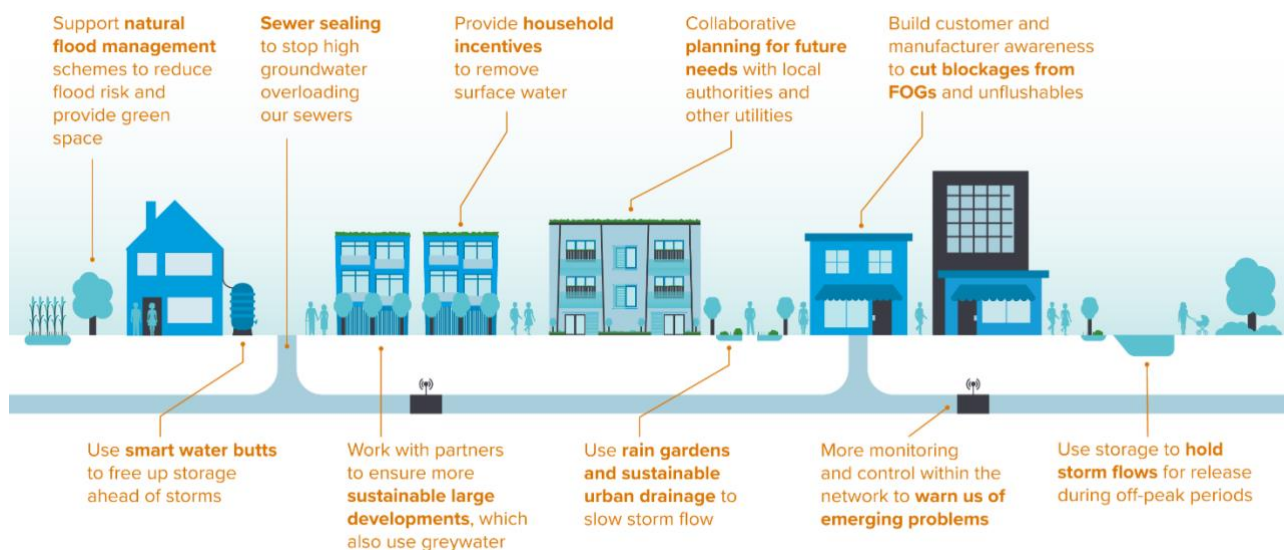 Support natural
flood management
schemes to reduce
flood risk and
provide green
space
Sewer sealing
to stop high
groundwater
overloading
our sewers
Provide household
incentives
to remove
surface water
Collaborative
planning for future
needs with local
authorities and
other utilities
Build customer and
manufacturer awareness
to cut blockages from
FOGs and unflushables
Use smart water butts
to free up storage
ahead of storms
Work with partners
to ensure more
sustainable large
developments, which
also use greywater
Use rain gardens
and sustainable
urban drainage to
slow storm flow
More monitoring
and control within the
network to warn us of
emerging problems
Use storage to hold
storm flows for release
during off-peak periods